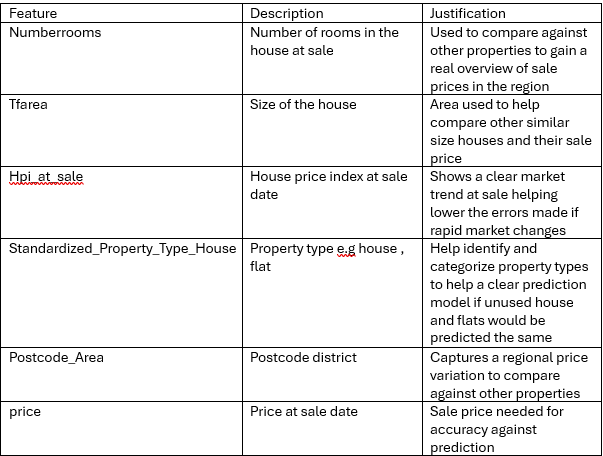 Feature Description Justification
Numberrooms Number of rooms in the Used to compare against
house at sale other properties to gain a
real overview of sale
prices in the region
Tfarea Size of the house Area used to help
compare other similar
size houses and their sale
price
Hpi_at_sale House price index at sale Shows a clear market
date trend at sale helping
lower the errors made if
rapid market changes
Standardized_Property_Type_House Property type e.g house , Help identify and
flat categorize property types
to help a clear prediction
model if unused house
and flats would be
predicted the same
Postcode_Area Postcode district Captures a regional price
variation to compare
against other properties
price Price at sale date Sale price needed for
accuracy against
prediction